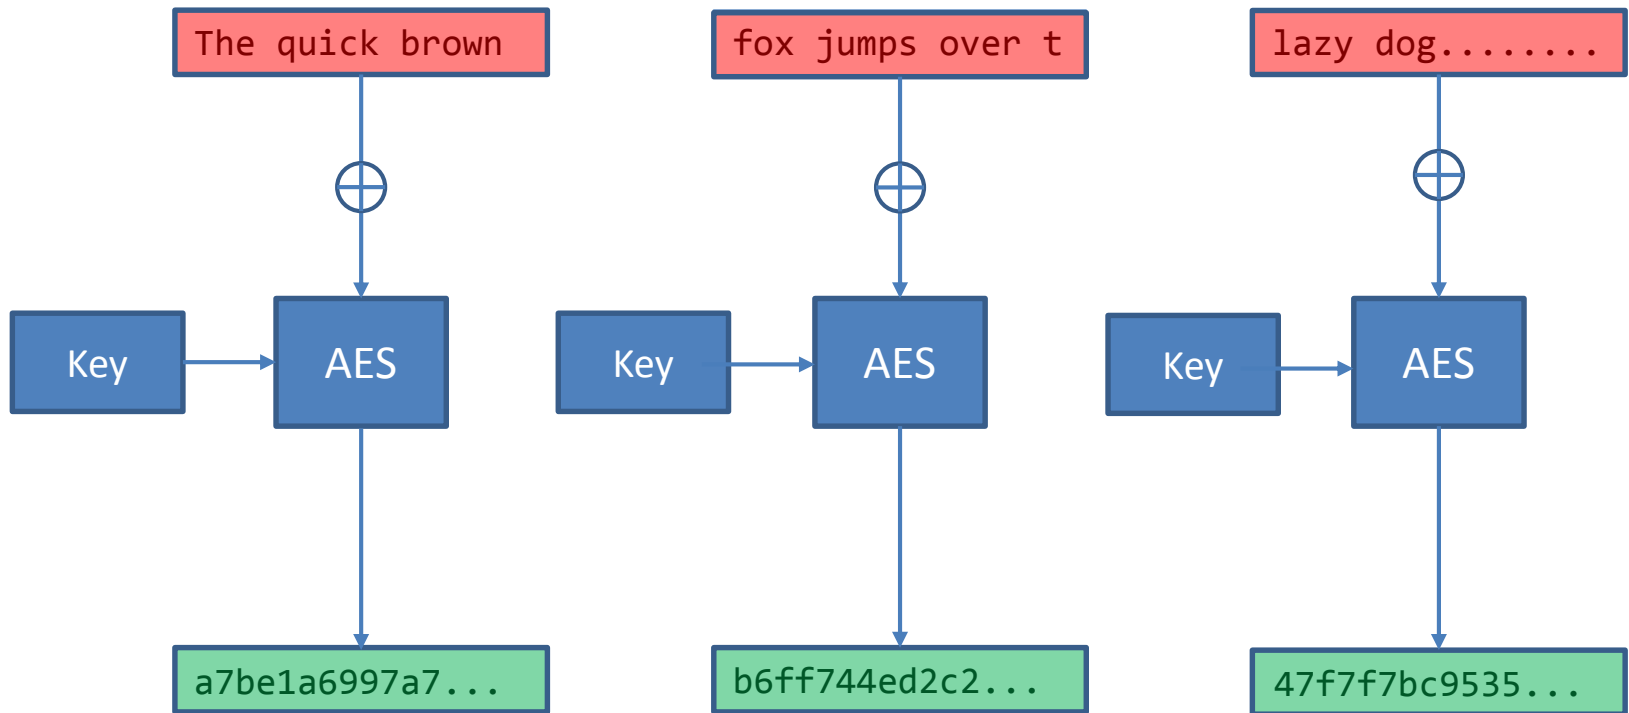 The quick brown
fox jumps over t
lazy dog........
Key
AES
Key
AES
Key
AES
a7be1a6997a7...
b6ff744ed2c2...
47f7f7bc9535...